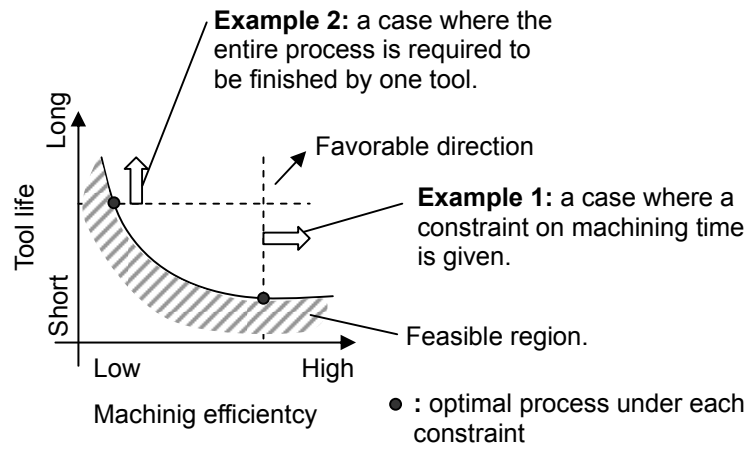 Example 2: a case where the
entire process is required to
be finished by one tool.
Long
Tool life
Short
Favorable direction
Example 1: a case where a
constraint on machining time
is given.
Feasible region.
Low
High
Machinig efficientcy
: optimal process under each
constraint